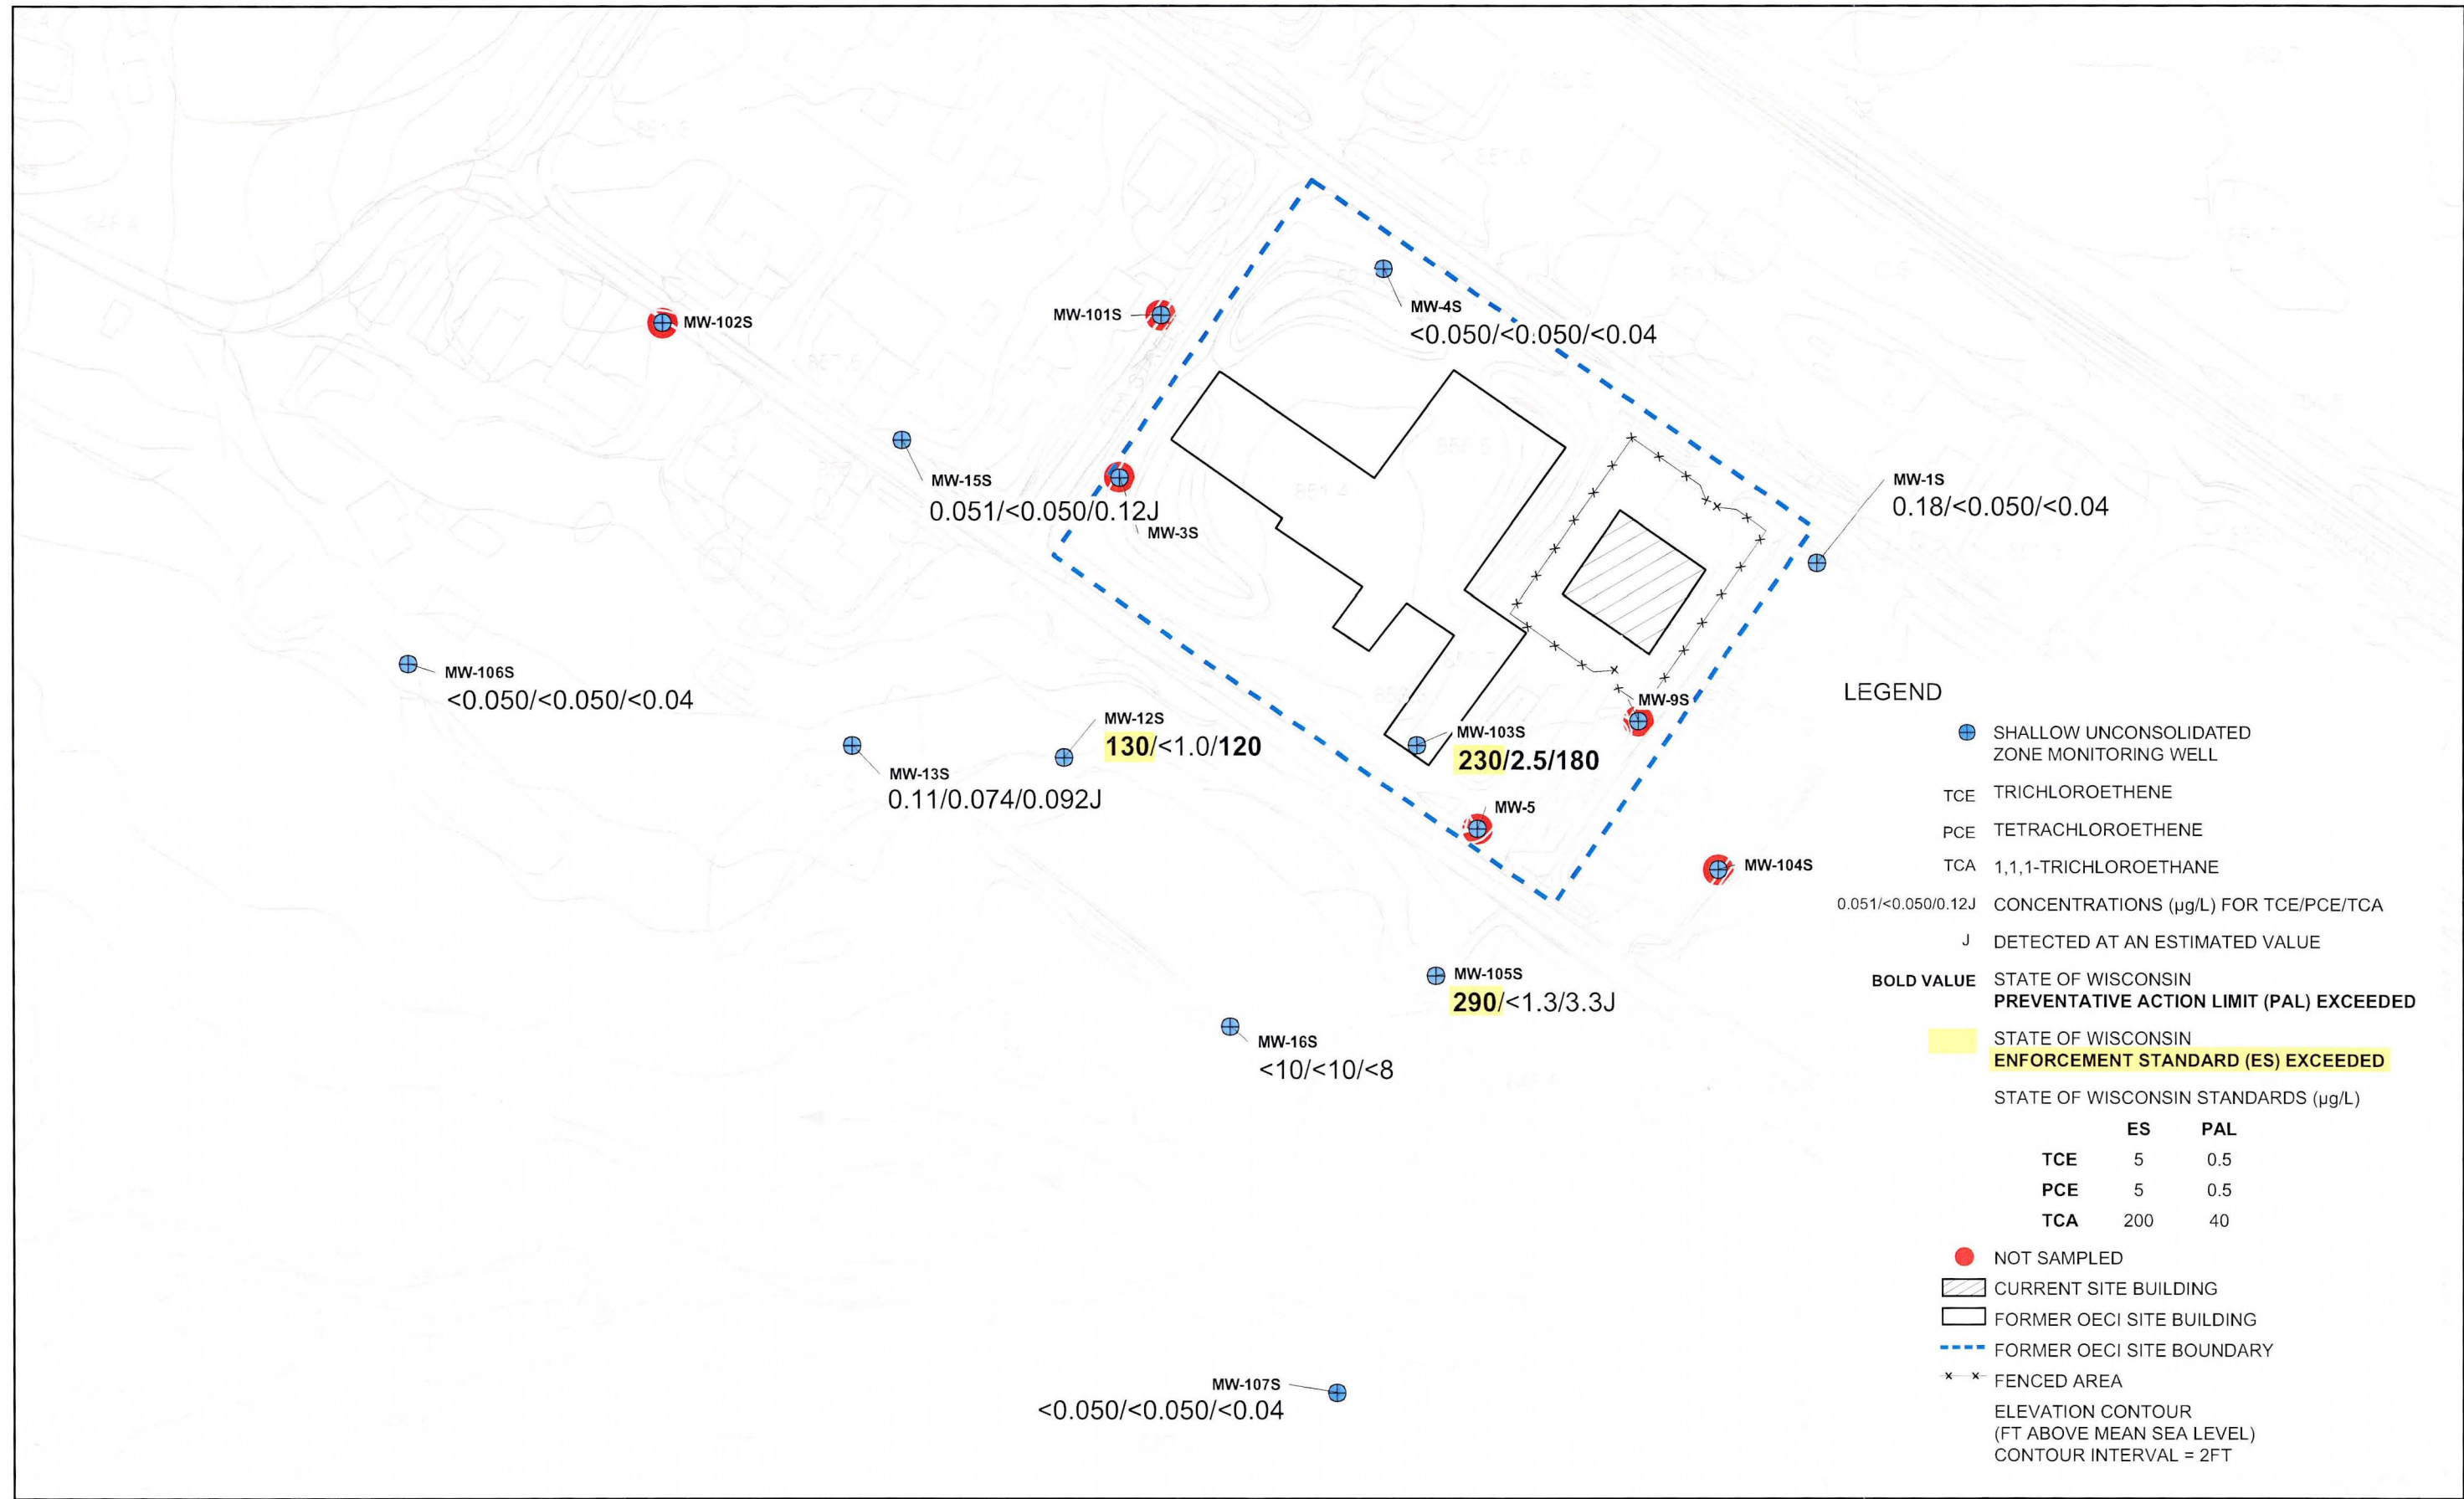 MW-102S
MW-101S
MW-4S
<0.050/<0.050/<0.04
MW-15S
0.051/<0.050/0.12J
MW-3S
MW-1S
0.18/<0.050/<0.04
MW-106S
<0.050/<0.050/<0.04
MW-13S
0.11/0.074/0.092J
MW-12S
130/<1.0/120
MW-103S
230/2.5/180
MW-9S
MW-5
MW-104S
MW-105S
290/<1.3/3.3J
MW-16S
<10/<10/<8
MW-107S
<0.050/<0.050/<0.04
LEGEND
SHALLOW UNCONSOLIDATED
ZONE MONITORING WELL
TCE TRICHLOROETHENE
PCE TETRACHLOROETHENE
TCA 1,1,1-TRICHLOROETHANE
0.051/<0.050/0.12J CONCENTRATIONS (µg/L) FOR TCE/PCE/TCA
J DETECTED AT AN ESTIMATED VALUE
BOLD VALUE STATE OF WISCONSIN
PREVENTATIVE ACTION LIMIT (PAL) EXCEEDED
STATE OF WISCONSIN
ENFORCEMENT STANDARD (ES) EXCEEDED
STATE OF WISCONSIN STANDARDS (µg/L)
ES PAL
TCE 5 0.5
PCE 5 0.5
TCA 200 40
NOT SAMPLED
CURRENT SITE BUILDING
FORMER OECI SITE BUILDING
FORMER OECI SITE BOUNDARY
FENCED AREA
ELEVATION CONTOUR
(FT ABOVE MEAN SEA LEVEL)
CONTOUR INTERVAL = 2FT